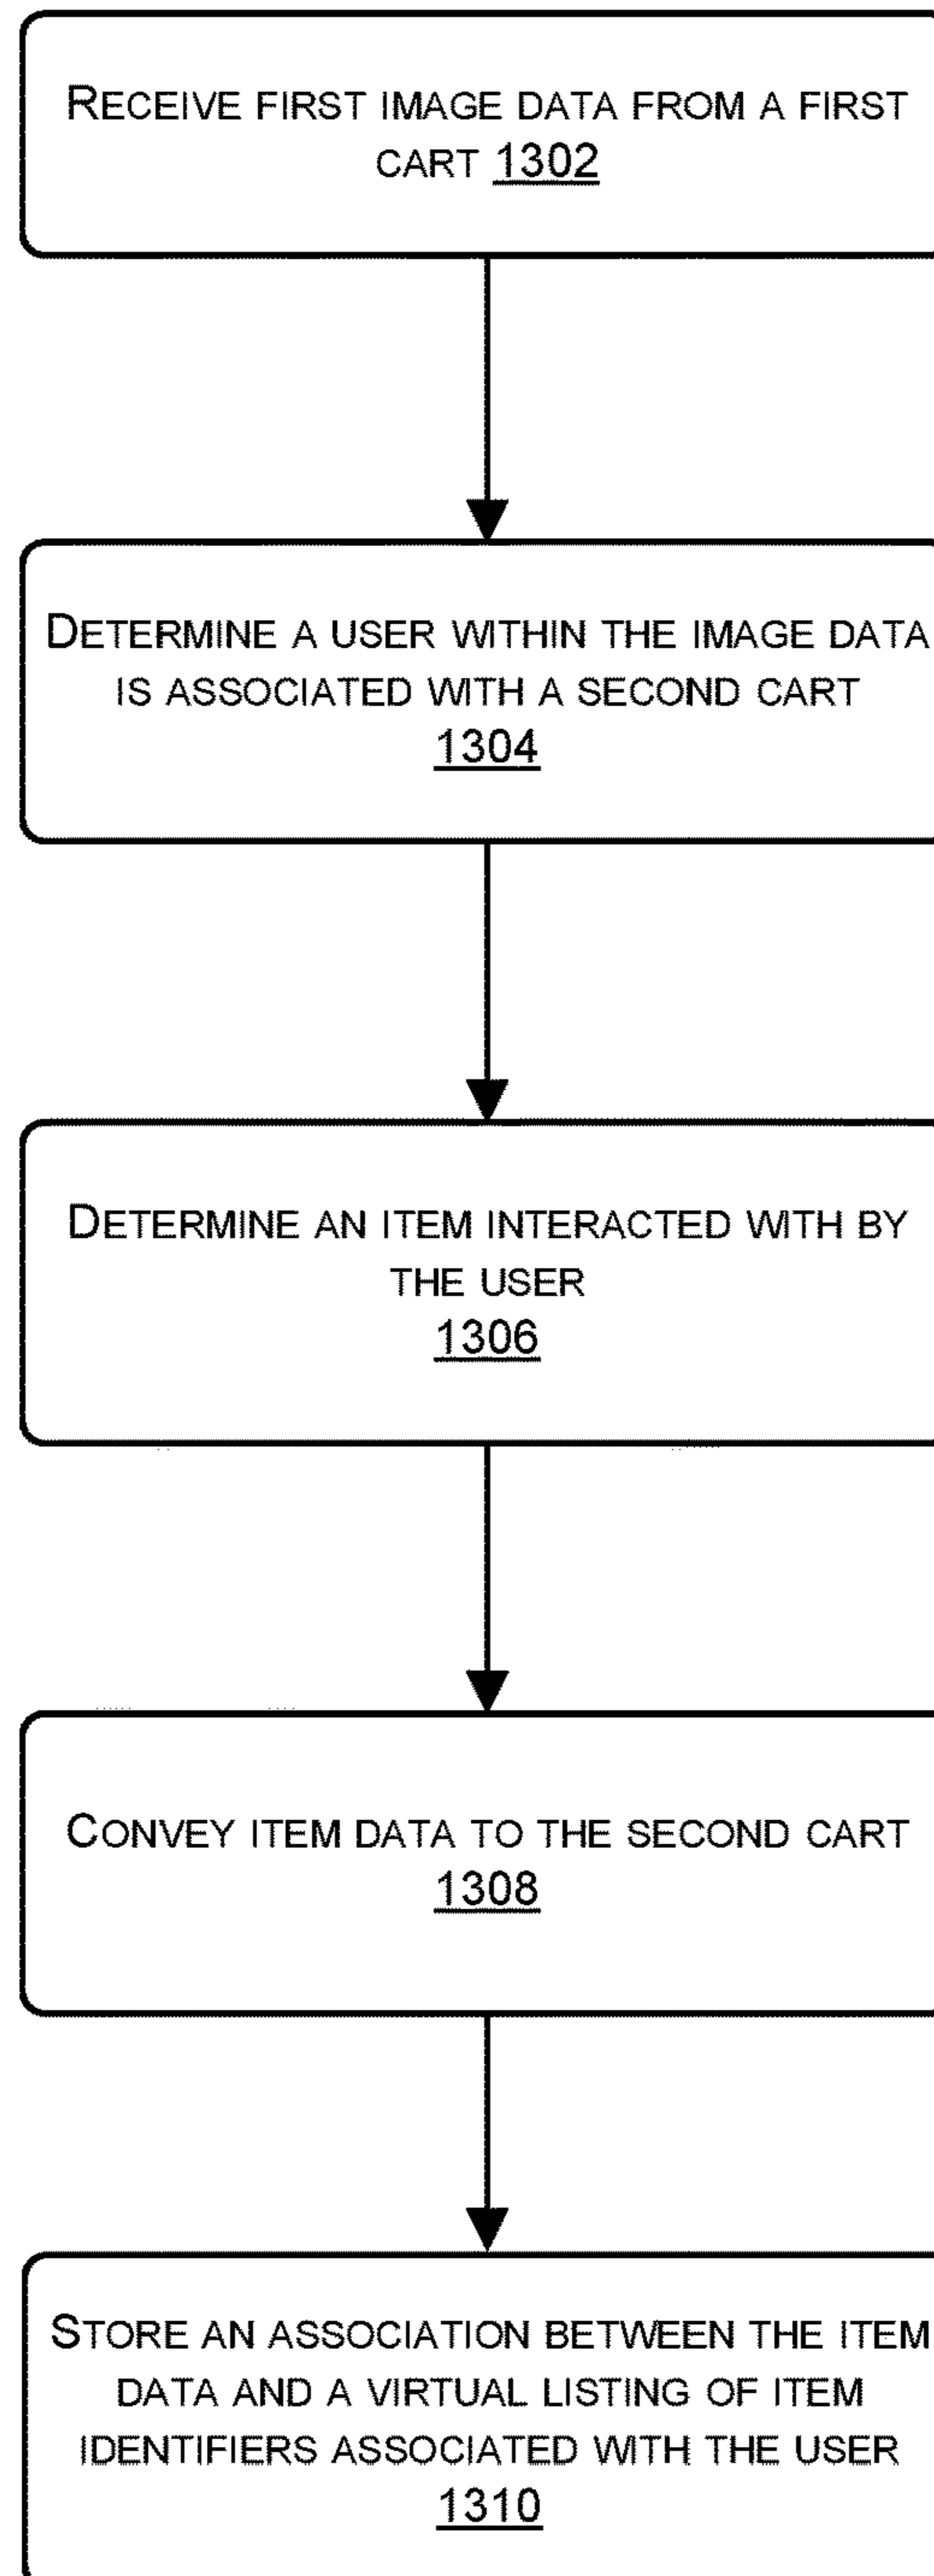 RECEIVE FIRST IMAGE DATA FROM A FIRST
CART 1302
DETERMINE A USER WITHIN THE IMAGE DATA
IS ASSOCIATED WITH A SECOND CART
1304
DETERMINE AN ITEM INTERACTED WITH BY
THE USER
1306
CONVEY ITEM DATA TO THE SECOND CART
1308
STORE AN ASSOCIATION BETWEEN THE ITEM
DATA AND A VIRTUAL LISTING OF ITEM
IDENTIFIERS ASSOCIATED WITH THE USER
1310